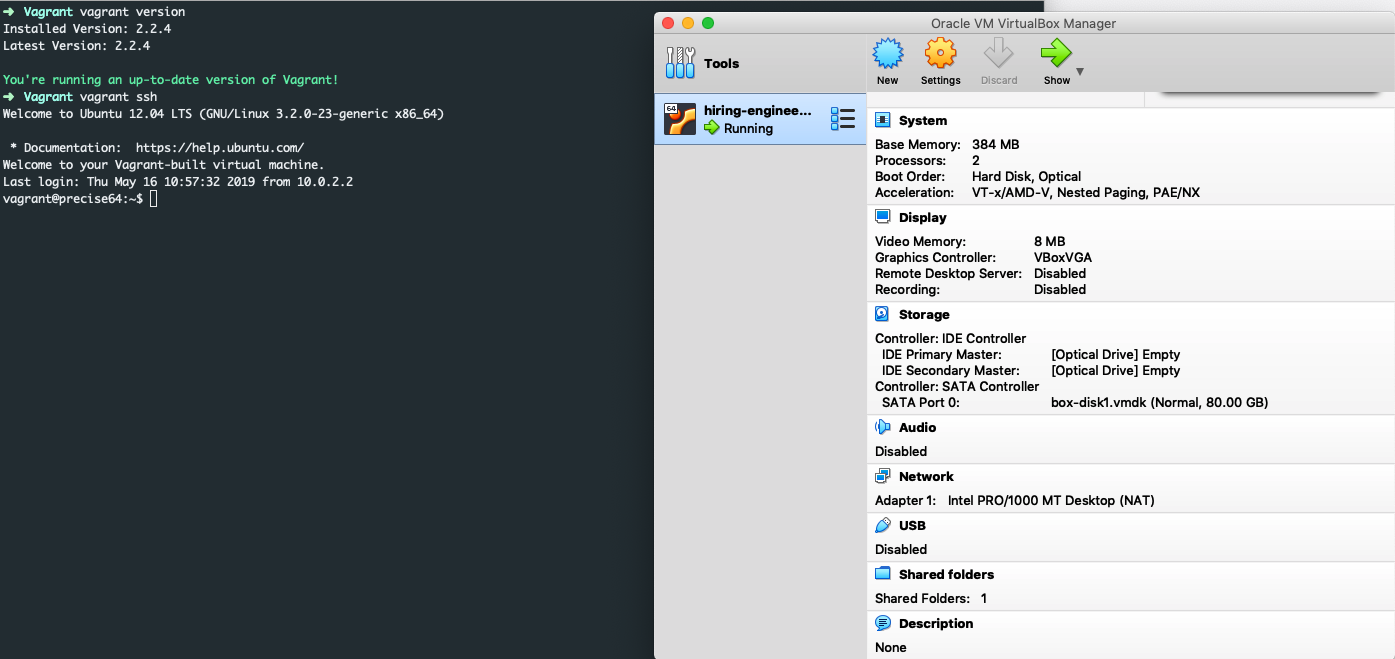 ➜ Vagrant vagrant version
Installed Version: 2.2.4
Latest Version: 2.2.4
You're running an up-to-date version of Vagrant!
➜ Vagrant vagrant ssh
Welcome to Ubuntu 12.04 LTS (GNU/Linux 3.2.0-23-generic x86_64)
* Documentation: https://help.ubuntu.com/
Welcome to your Vagrant-built virtual machine.
Last login: Thu May 16 10:57:32 2019 from 10.0.2.2
vagrant@precise64:~$
Oracle VM VirtualBox Manager
Tools
New Settings Discard Show
64
hiring-enginee...
Running
System
Base Memory: 384 MB
Processors: 2
Boot Order: Hard Disk, Optical
Acceleration: VT-x/AMD-V, Nested Paging, PAE/NX
Display
Video Memory: 8 MB
Graphics Controller: VBoxVGA
Remote Desktop Server: Disabled
Recording: Disabled
Storage
Controller: IDE Controller
IDE Primary Master: [Optical Drive] Empty
IDE Secondary Master: [Optical Drive] Empty
Controller: SATA Controller
SATA Port 0: box-disk1.vmdk (Normal, 80.00 GB)
Audio
Disabled
Network
Adapter 1: Intel PRO/1000 MT Desktop (NAT)
USB
Disabled
Shared folders
Shared Folders: 1
Description
None